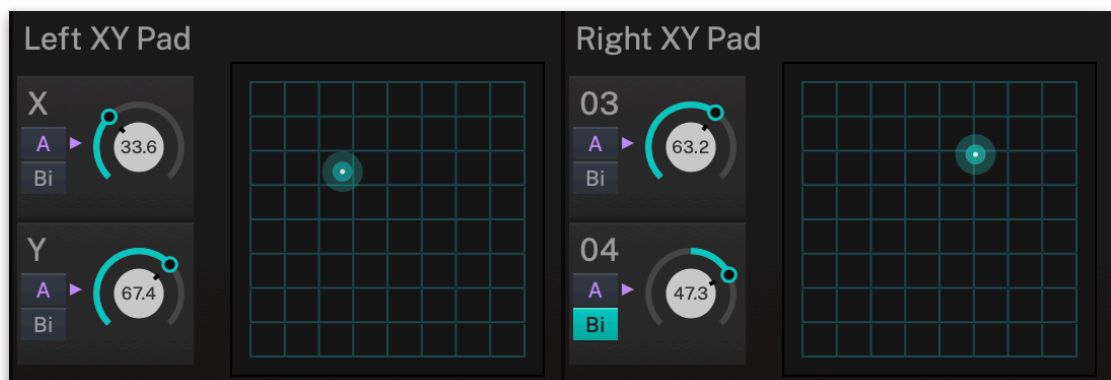 Left XY Pad
X
A
Bi
33.6
Y
A
Bi
67.4
Right XY Pad
03
A
Bi
63.2
04
A
Bi
47.3